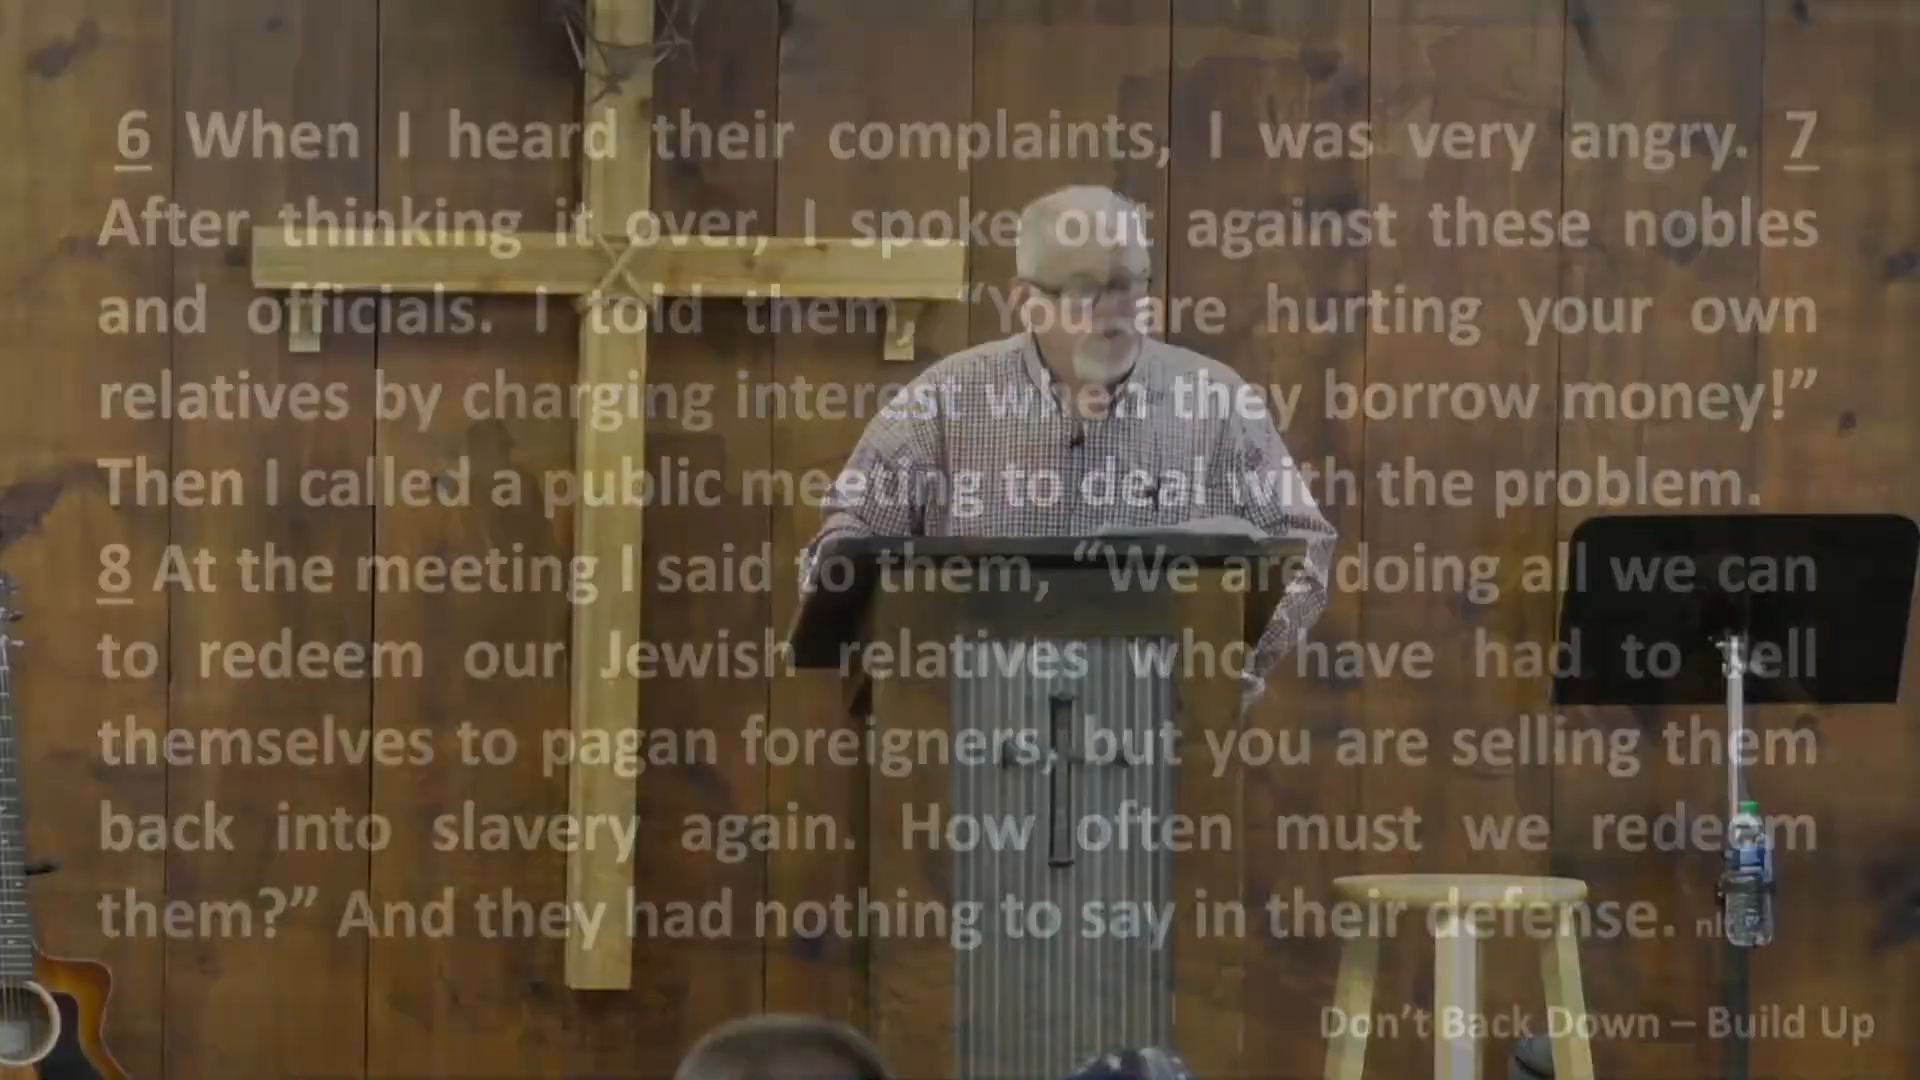 6 When I heard their complaints, I was very angry. 7
After thinking it over, I spoke out against these nobles
and officials. I told them, “You are hurting your own
relatives by charging interest when they borrow money!”
Then I called a public meeting to deal with the problem.
8 At the meeting I said to them, “We are doing all we can
to redeem our Jewish relatives who have had to sell
themselves to pagan foreigners, but you are selling them
back into slavery again. How often must we redeem
them?” And they had nothing to say in their defense.
Don’t Back Down – Build Up